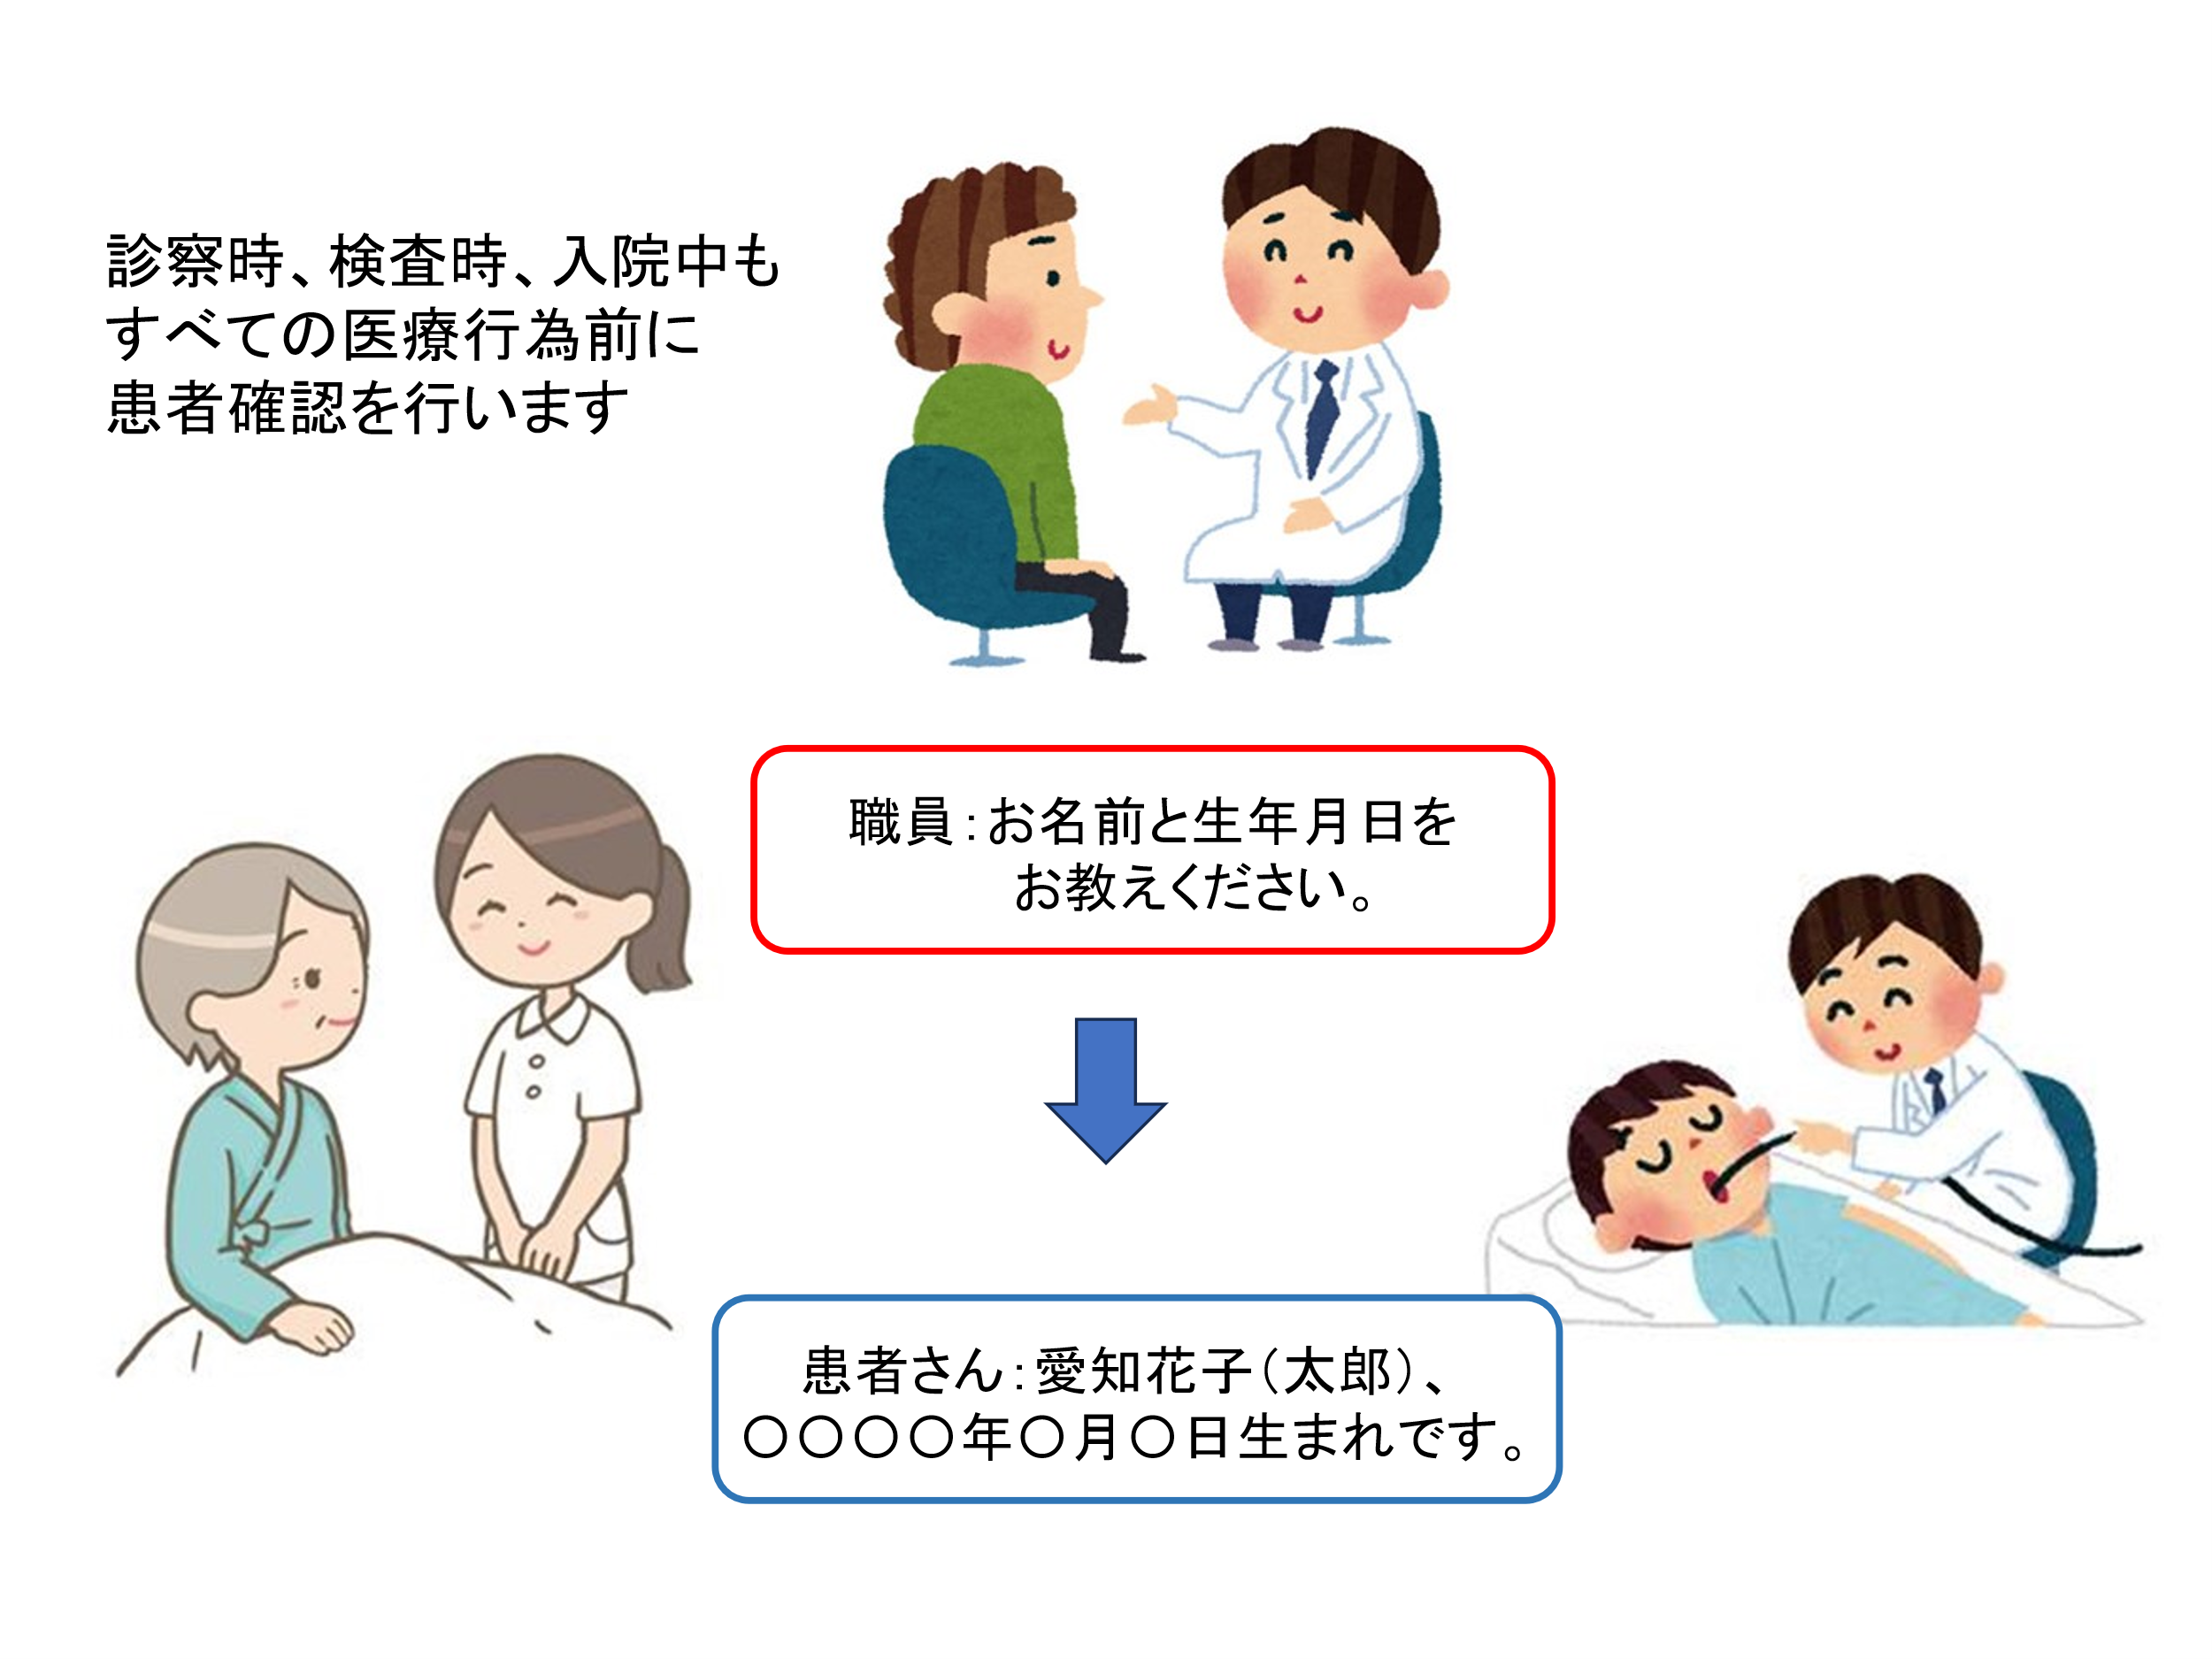 診察時、検査時、入院中も
すべての医療行為前に
患者確認を行います
職員：お名前と生年月日を
お教えください。
患者さん：愛知花子（太郎）、
〇〇〇〇年〇月〇日生まれです。